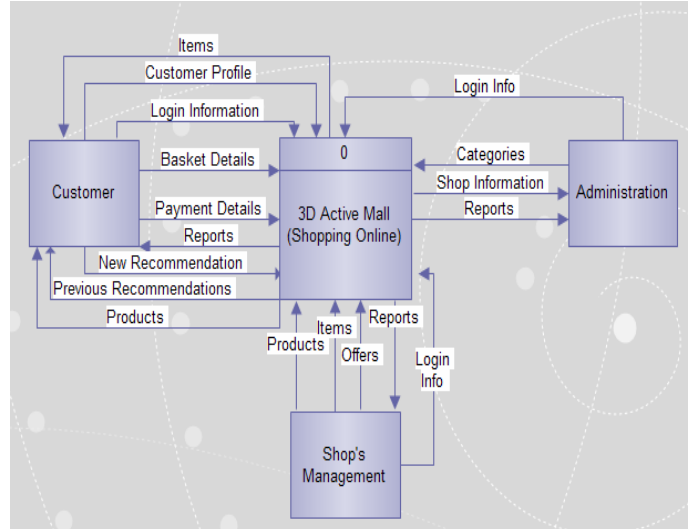 Items
Customer Profile
Login Info
Login Information
0
Categories
Basket Details
Shop Information
Customer
3D Active Mall
(Shopping Online)
Administration
Payment Details
Reports
Reports
New Recommendation
Previous Recommendations
Products
Products
Items
Offers
Reports
Login
Info
Shop's
Management